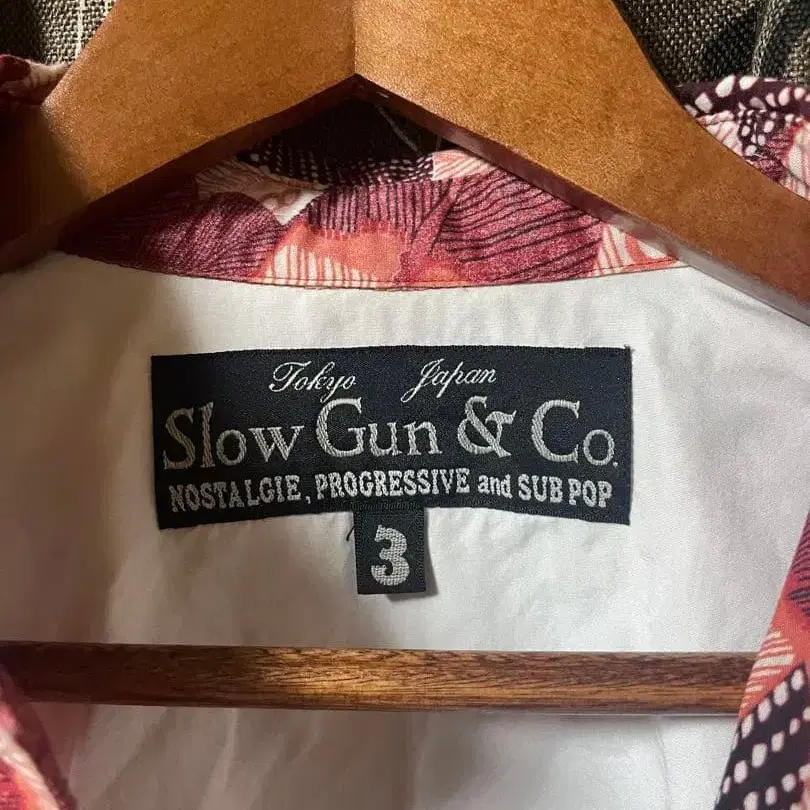 Tokyo Japan
Slow Gun & Co.
NOSTALGIE, PROGRESSIVE and SUB POP
3